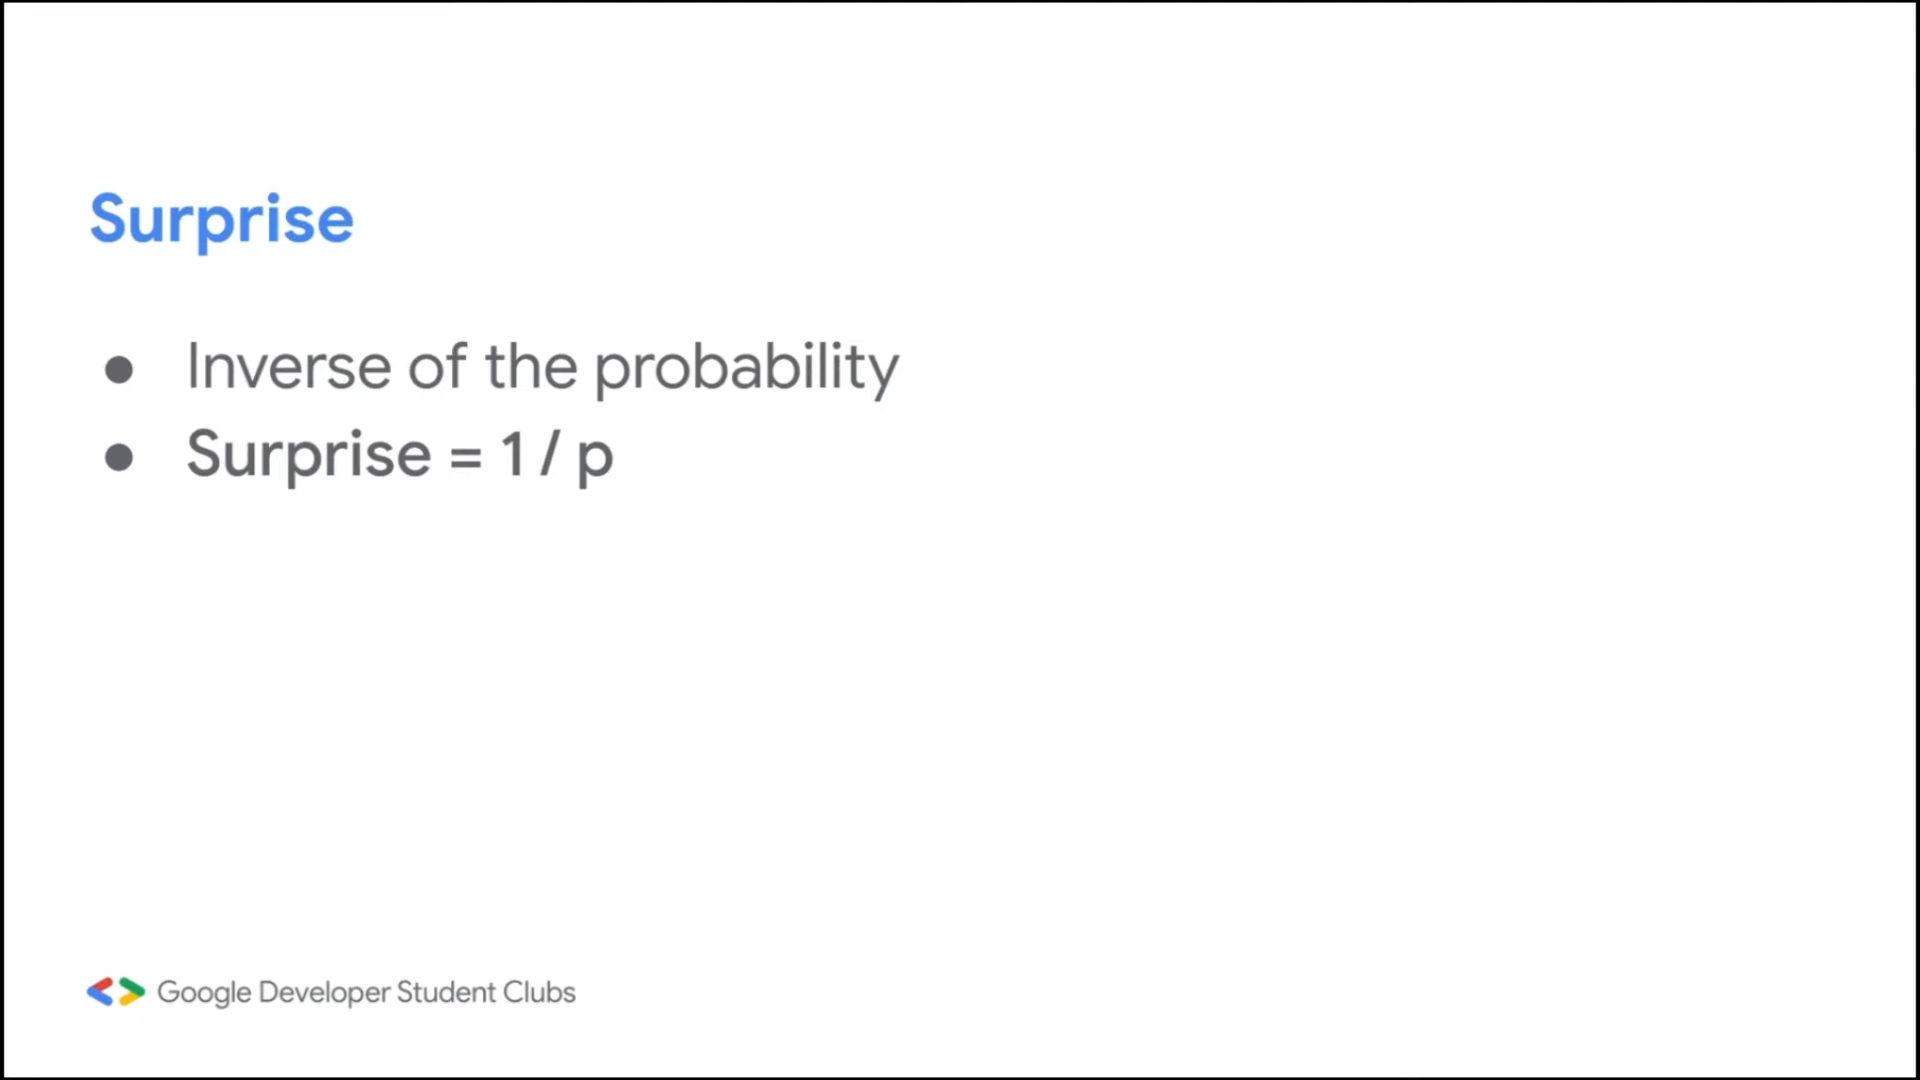 Surprise
● Inverse of the probability
● Surprise = 1 / p
Google Developer Student Clubs